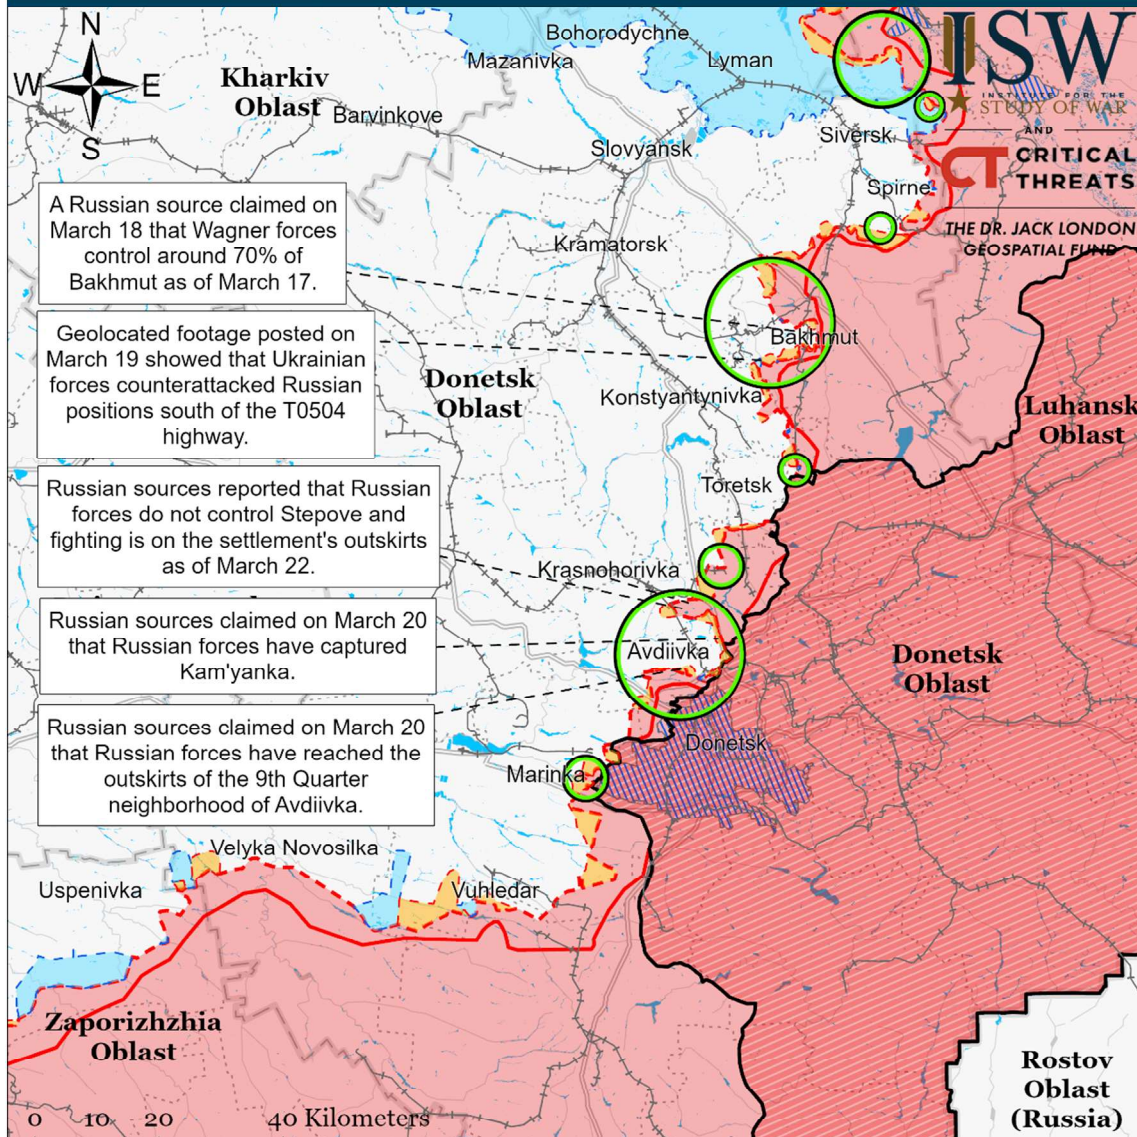 N
W
E
S
Kharkiv
Oblast
Bohorodychne
Mazanivka
Lyman
Barvinkove
Slovyansk
Siversk
Spirne
Kramatorsk
ISW
INSTITUTE FOR THE
STUDY OF WAR
AND
CT CRITICAL
THREATS
THE DR. JACK LONDON
GEOSPATIAL FUND
A Russian source claimed on
March 18 that Wagner forces
control around 70% of
Bakhmut as of March 17.
Geolocated footage posted on
March 19 showed that Ukrainian
forces counterattacked Russian
positions south of the T0504
highway.
Bakhmut
Donetsk
Oblast
Konstyantynivka
Luhansk
Oblast
Toretsk
Russian sources reported that Russian
forces do not control Stepove and
fighting is on the settlement's outskirts
as of March 22.
Krasnohorivka
Russian sources claimed on March 20
that Russian forces have captured
Kam'yanka.
Avdiivka
Donetsk
Oblast
Russian sources claimed on March 20
that Russian forces have reached the
outskirts of the 9th Quarter
neighborhood of Avdiivka.
Donetsk
Marinka
Velyka Novosilka
Uspenivka
Vuhledar
Zaporizhzhia
Oblast
Rostov
Oblast
(Russia)
0 10 20 40 Kilometers